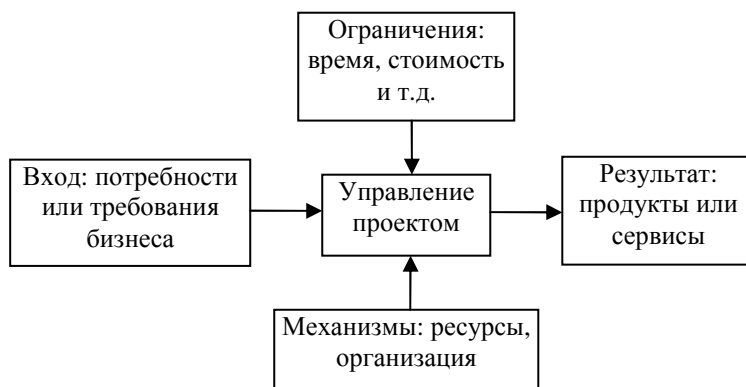 Ограничения:
время, стоимость
и т.д.
Вход: потребности
или требования
бизнеса
Управление
проектом
Результат:
продукты или
сервисы
Механизмы: ресурсы,
организация